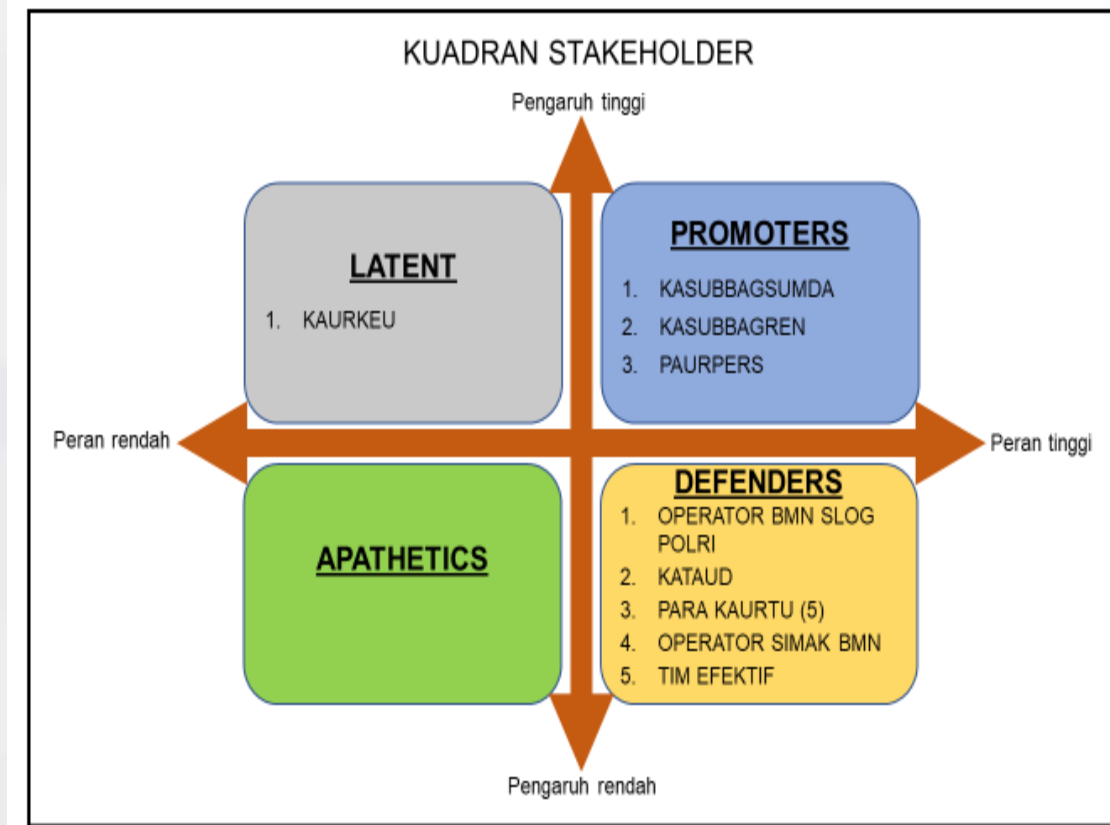 KUADRAN STAKEHOLDER
Pengaruh tinggi
LATENT
1. KAURKEU
PROMOTERS
1. KASUBBAGSUMDA
2. KASUBBAGREN
3. PAURPERS
Peran rendah
Peran tinggi
APATHETICS
DEFENDERS
1. OPERATOR BMN SLOG
POLRI
2. KATAUD
3. PARA KAURTU (5)
4. OPERATOR SIMAK BMN
5. TIM EFEKTIF
Pengaruh rendah